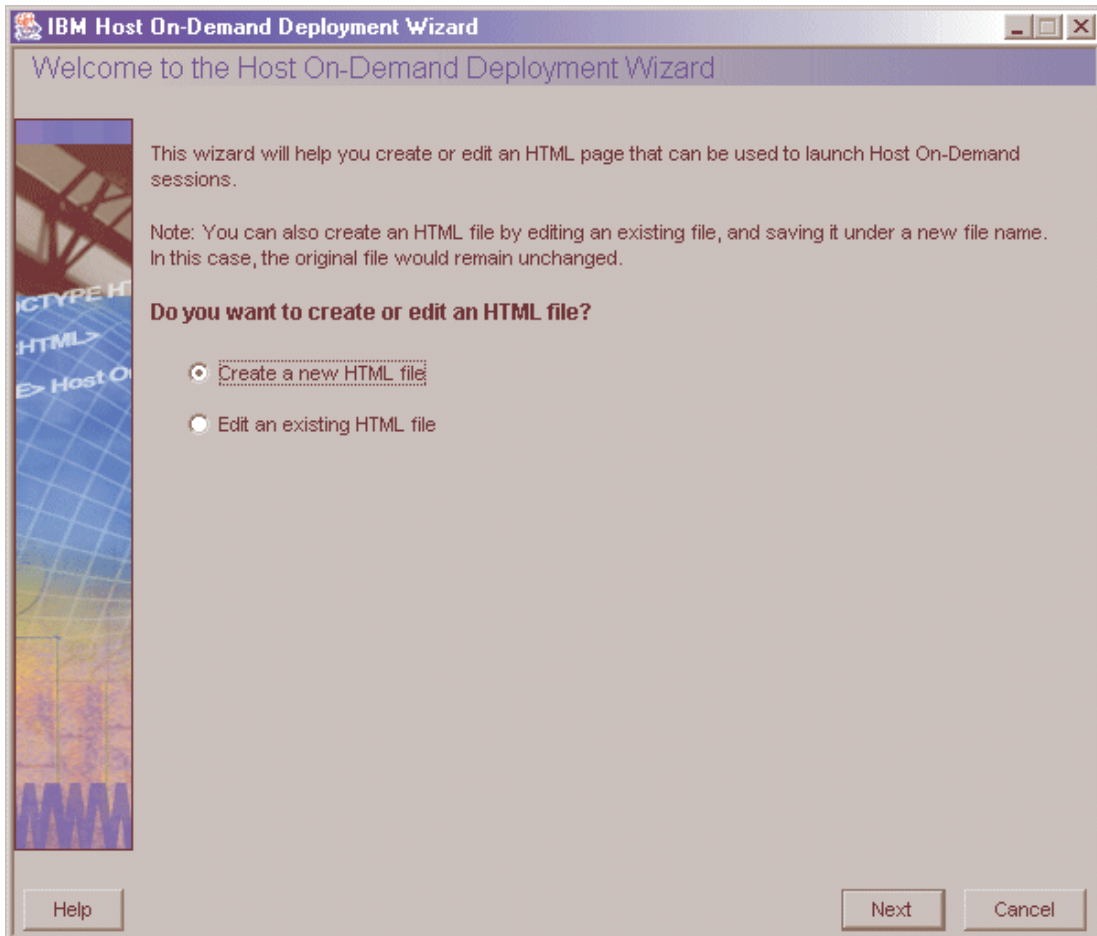 IBM Host On-Demand Deployment Wizard
Welcome to the Host On-Demand Deployment Wizard
This wizard will help you create or edit an HTML page that can be used to launch Host On-Demand
sessions.
Note: You can also create an HTML file by editing an existing file, and saving it under a new file name.
In this case, the original file would remain unchanged.
OCTYPE H
HTML>
E> Host O
Do you want to create or edit an HTML file?
Create a new HTML file
Edit an existing HTML file
WWW
Help
Next
Cancel